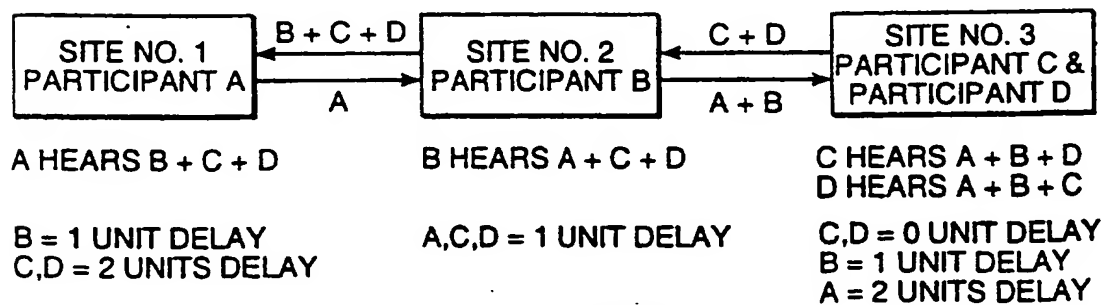 SITE NO. 1
PARTICIPANT A
B + C + D
A
SITE NO. 2
PARTICIPANT B
C + D
A + B
SITE NO. 3
PARTICIPANT C &
PARTICIPANT D
A HEARS B + C + D
B = 1 UNIT DELAY
C,D = 2 UNITS DELAY
B HEARS A + C + D
A,C,D = 1 UNIT DELAY
C HEARS A + B + D
D HEARS A + B + C
C,D = 0 UNIT DELAY
B = 1 UNIT DELAY
A = 2 UNITS DELAY